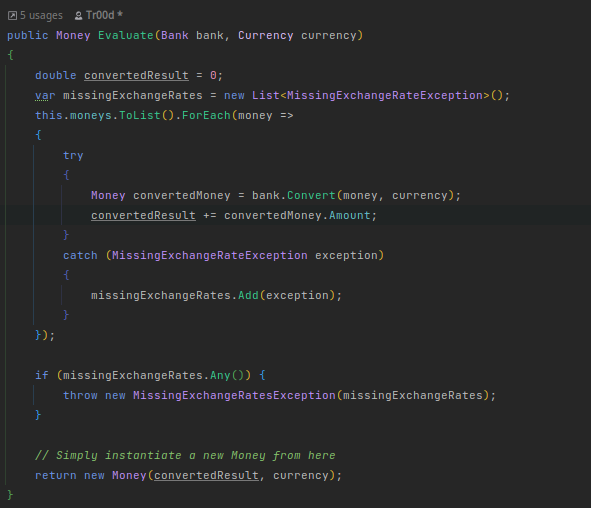 5 usages Tr00d *
public Money Evaluate(Bank bank, Currency currency)
{
    double convertedResult = 0;
    var missingExchangeRates = new List<MissingExchangeRateException>();
    this.moneys.ToList().ForEach(money =>
    {
        try
        {
            Money convertedMoney = bank.Convert(money, currency);
            convertedResult += convertedMoney.Amount;
        }
        catch (MissingExchangeRateException exception)
        {
            missingExchangeRates.Add(exception);
        }
    });

    if (missingExchangeRates.Any()) {
        throw new MissingExchangeRatesException(missingExchangeRates);
    }

    // Simply instantiate a new Money from here
    return new Money(convertedResult, currency);
}